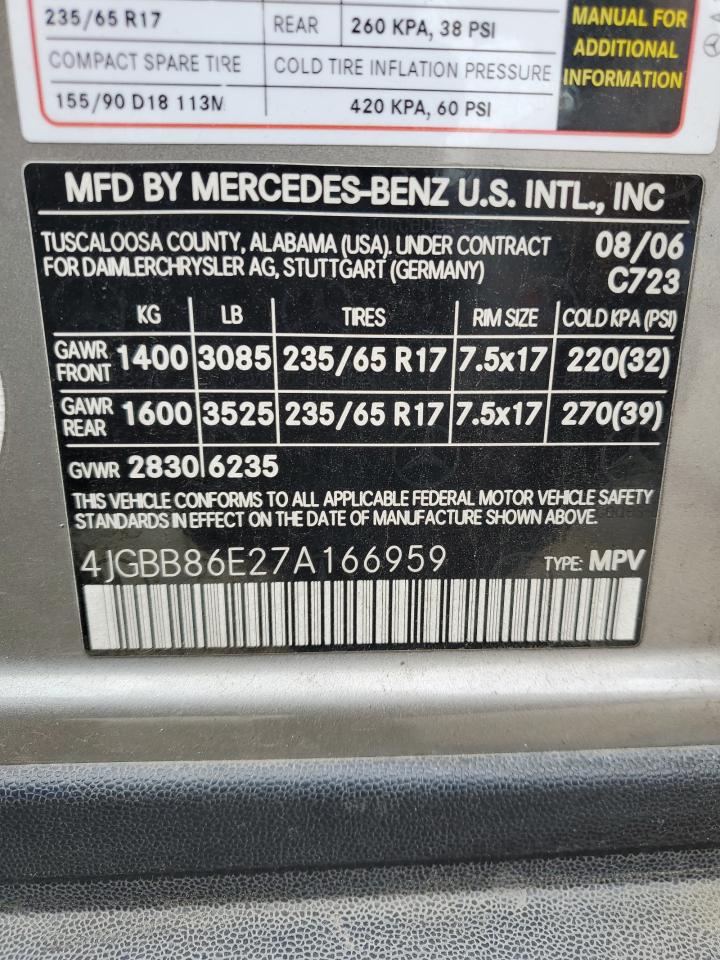 235/65 R17 REAR 260 KPA, 38 PSI
COMPACT SPARE TIRE COLD TIRE INFLATION PRESSURE
155/90 D18 113M 420 KPA, 60 PSI
MANUAL FOR
ADDITIONAL
INFORMATION
MFD BY MERCEDES-BENZ U.S. INTL., INC
TUSCALOOSA COUNTY, ALABAMA (USA). UNDER CONTRACT 08/06
FOR DAIMLERCHRYSLER AG, STUTTGART (GERMANY) C723
KG LB TIRES RIM SIZE COLD KPA (PSI)
GAWR FRONT 1400 3085 235/65 R17 7.5x17 220(32)
GAWR REAR 1600 3525 235/65 R17 7.5x17 270(39)
GVWR 2830 6235
THIS VEHICLE CONFORMS TO ALL APPLICABLE FEDERAL MOTOR VEHICLE SAFETY
STANDARDS IN EFFECT ON THE DATE OF MANUFACTURE SHOWN ABOVE.
4JGBB86E27A166959 TYPE: MPV